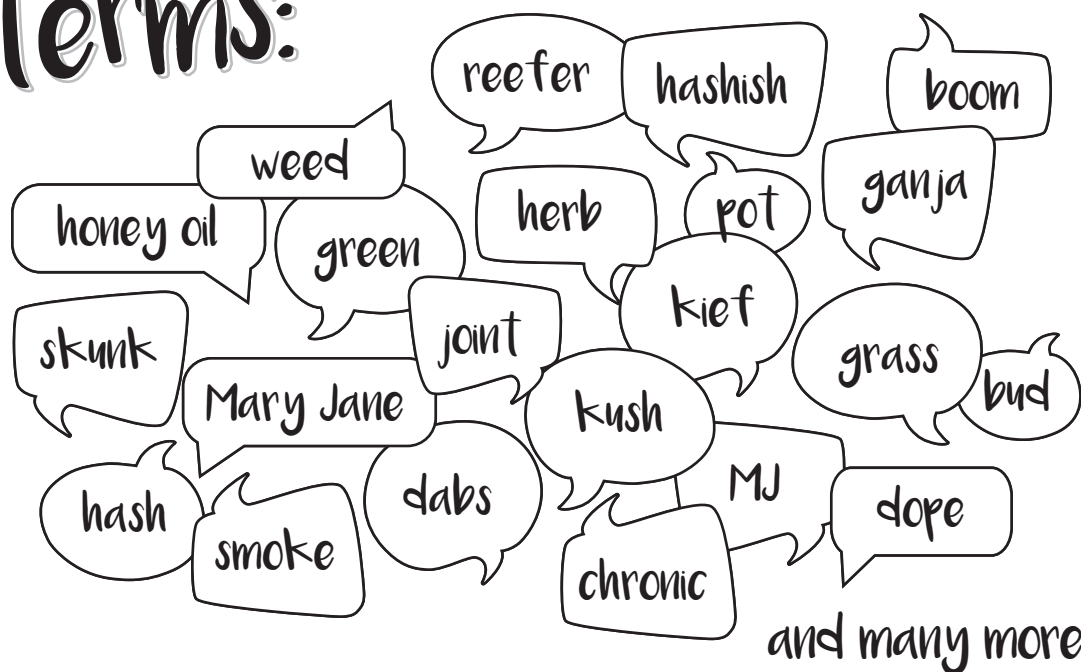 Terms:
reefer
hashish
boom
weed
ganja
honey oil
herb
pot
green
kief
skunk
joint
grass
bud
Mary Jane
kush
hash
dabs
MJ
dope
smoke
chronic
and many more